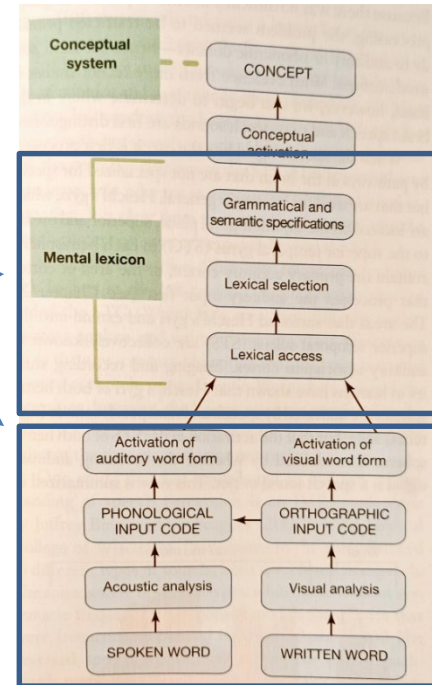 Conceptual
system
CONCEPT
Conceptual
activation
Grammatical and
semantic specifications
Mental lexicon
Lexical selection
Lexical access
Activation of
auditory word form
Activation of
visual word form
PHONOLOGICAL
INPUT CODE
ORTHOGRAPHIC
INPUT CODE
Acoustic analysis
Visual analysis
SPOKEN WORD
WRITTEN WORD